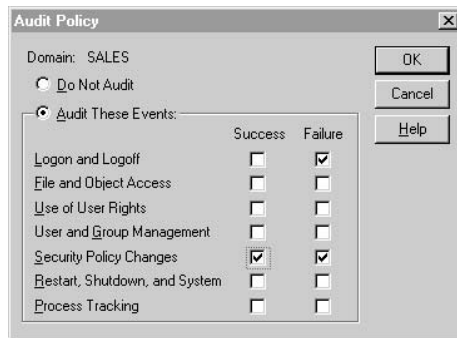 Audit Policy
Domain: SALES
Do Not Audit
Audit These Events:
Success Failure
Logon and Logoff
File and Object Access
Use of User Rights
User and Group Management
Security Policy Changes
Restart, Shutdown, and System
Process Tracking
OK
Cancel
Help